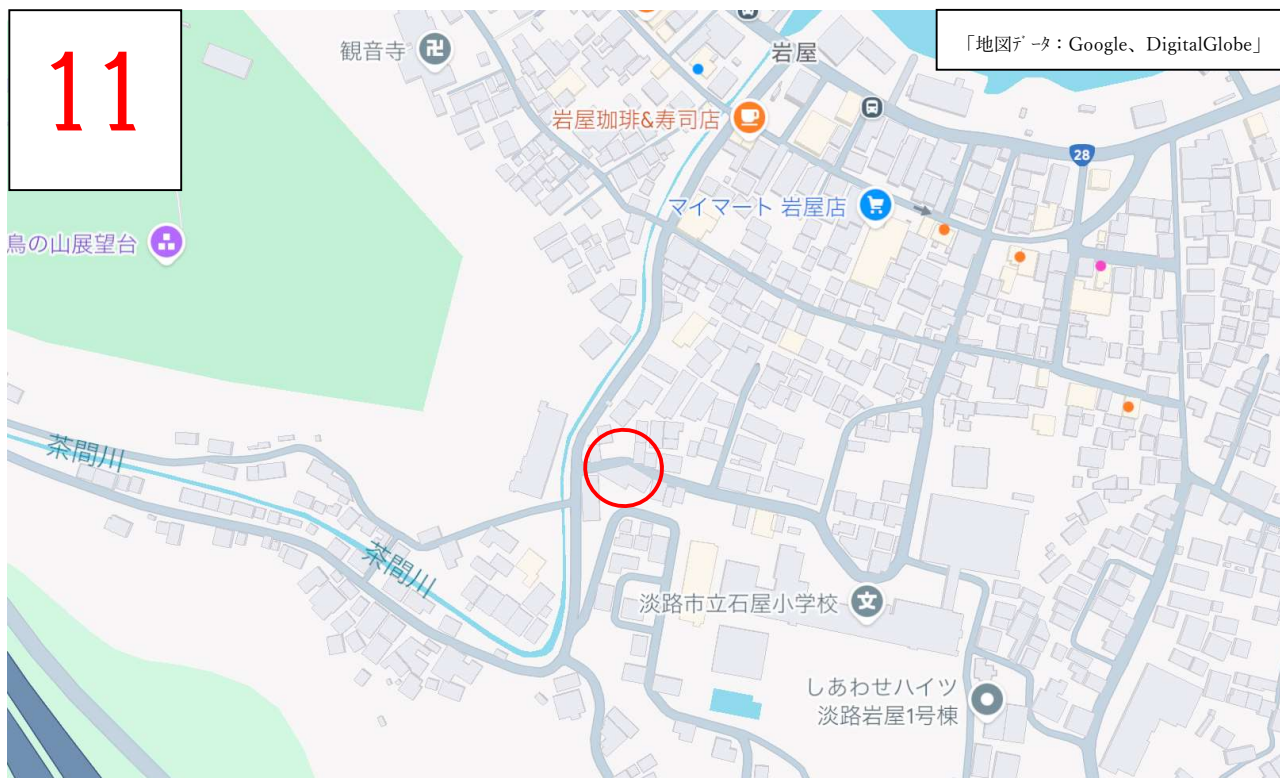 11
「地図データ：Google、DigitalGlobe」
観音寺
岩屋
岩屋珈琲&寿司店
28
マイマート 岩屋店
鳥の山展望台
茶間川
茶間川
淡路市立石屋小学校
文
しあわせハイツ
淡路岩屋1号棟